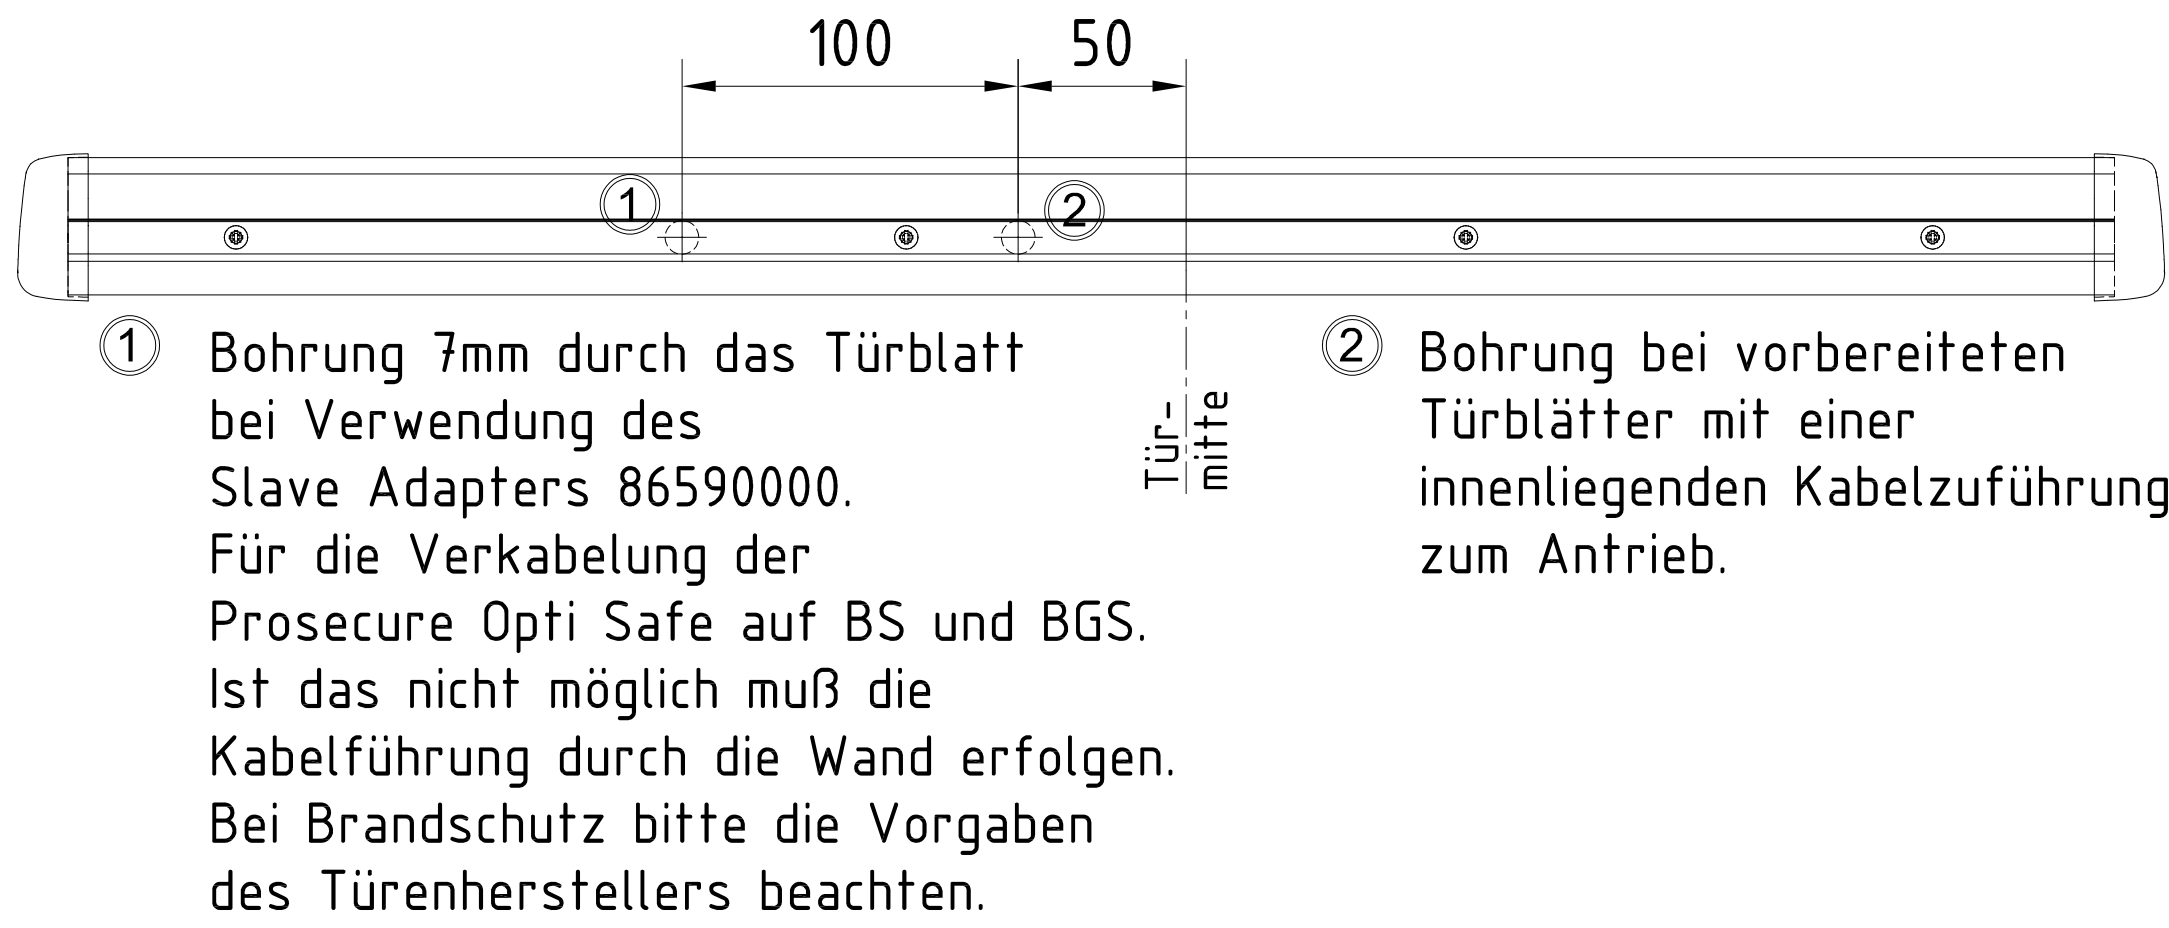 100
50
1
2
1
Bohrung 7mm durch das Türblatt
bei Verwendung des
Slave Adapters 86590000.
Für die Verkabelung der
Prosecure Opti Safe auf BS und BGS.
Ist das nicht möglich muß die
Kabelführung durch die Wand erfolgen.
Bei Brandschutz bitte die Vorgaben
des Türenherstellers beachten.
Tür-
mitte
2
Bohrung bei vorbereiteten
Türblätter mit einer
innenliegenden Kabelzuführung
zum Antrieb.